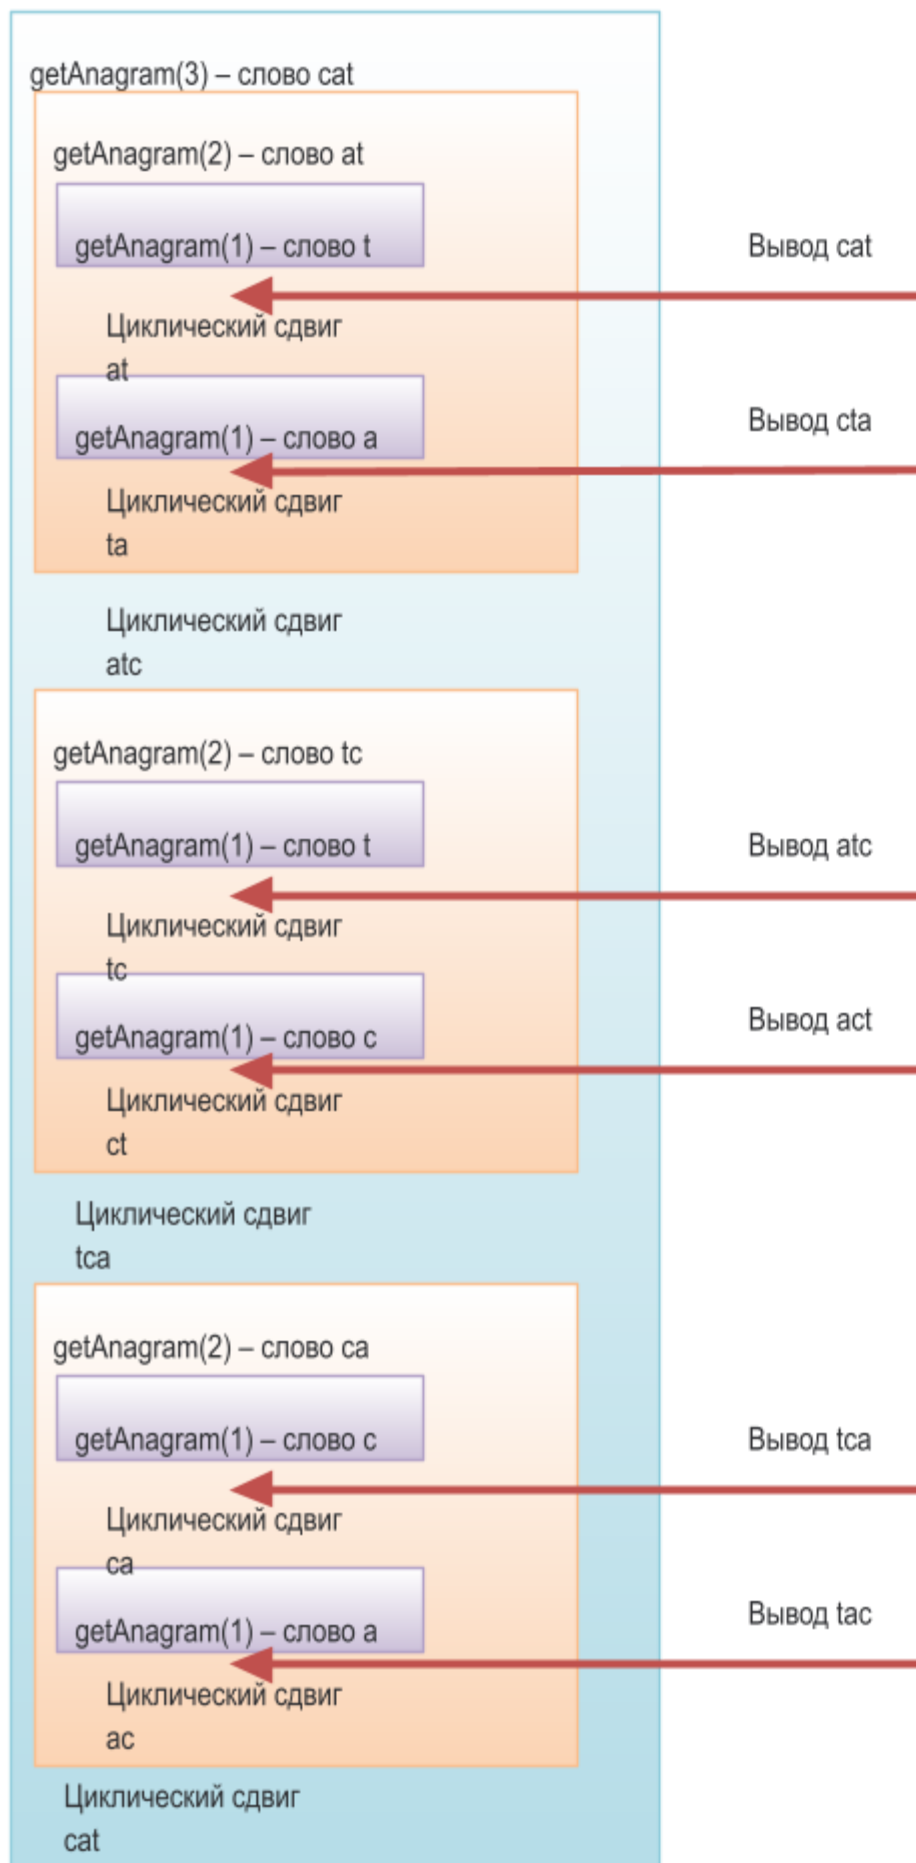 getAnagram(3) – слово cat
getAnagram(2) – слово at
getAnagram(1) – слово t
Вывод cat
Циклический сдвиг
at
Вывод cta
getAnagram(1) – слово a
Циклический сдвиг
ta
Циклический сдвиг
atc
getAnagram(2) – слово tc
getAnagram(1) – слово t
Вывод atc
Циклический сдвиг
tc
Вывод act
getAnagram(1) – слово c
Циклический сдвиг
ct
Циклический сдвиг
tca
getAnagram(2) – слово ca
getAnagram(1) – слово c
Вывод tca
Циклический сдвиг
ca
Вывод tac
getAnagram(1) – слово a
Циклический сдвиг
ac
Циклический сдвиг
cat